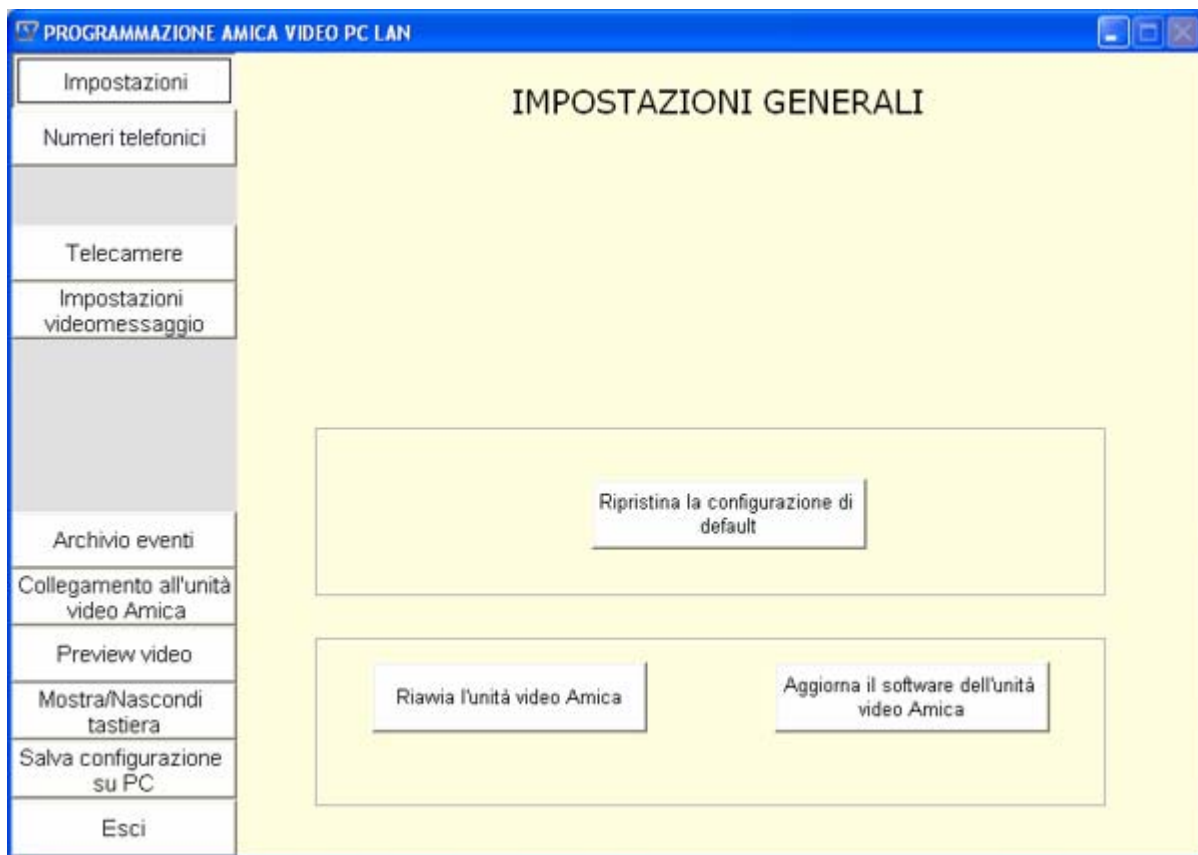 PROGRAMMAZIONE AMICA VIDEO PC LAN
Impostazioni
Numeri telefonici
Telecamere
Impostazioni
videomessaggio
Archivio eventi
Collegamento all'unità
video Amica
Preview video
Mostra/Nascondi
tastiera
Salva configurazione
su PC
Esci
IMPOSTAZIONI GENERALI
Ripristina la configurazione di
default
Riavvia l'unità video Amica
Aggiorna il software dell'unità
video Amica